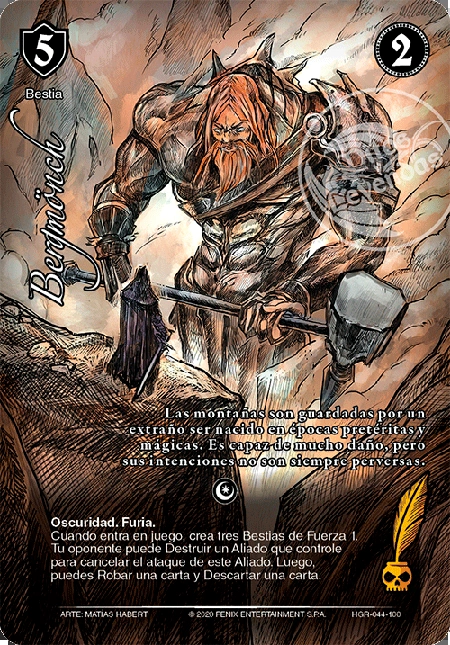 5
2
Bestia
Bergmönch
Las montañas son guardadas por un
extraño ser nacido en épocas pretéritas y
mágicas. Es capaz de mucho daño, pero
sus intenciones no son siempre perversas.
Oscuridad. Furia.
Cuando entra en juego, crea tres Bestias de Fuerza 1.
Tu oponente puede Destruir un Aliado que controle
para cancelar el ataque de este Aliado. Luego,
puedes Robar una carta y Descartar una carta.
ARTE: MATIAS HABERT
© 2020 FENIX ENTERTAINMENT S.P.A.
HGR-044-100